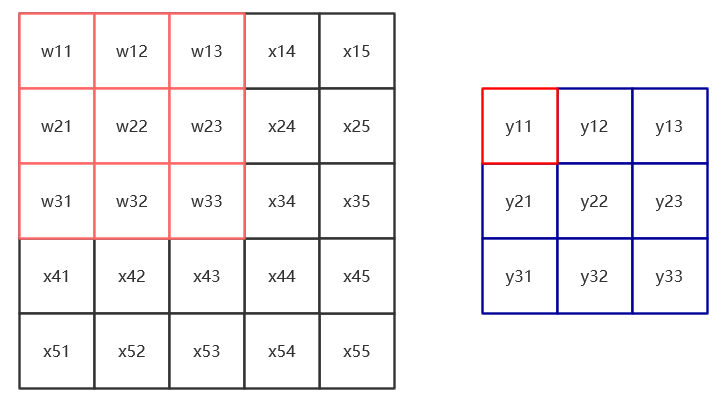 w11 w12 w13 x14 x15
w21 w22 w23 x24 x25
w31 w32 w33 x34 x35
x41 x42 x43 x44 x45
x51 x52 x53 x54 x55
y11 y12 y13
y21 y22 y23
y31 y32 y33